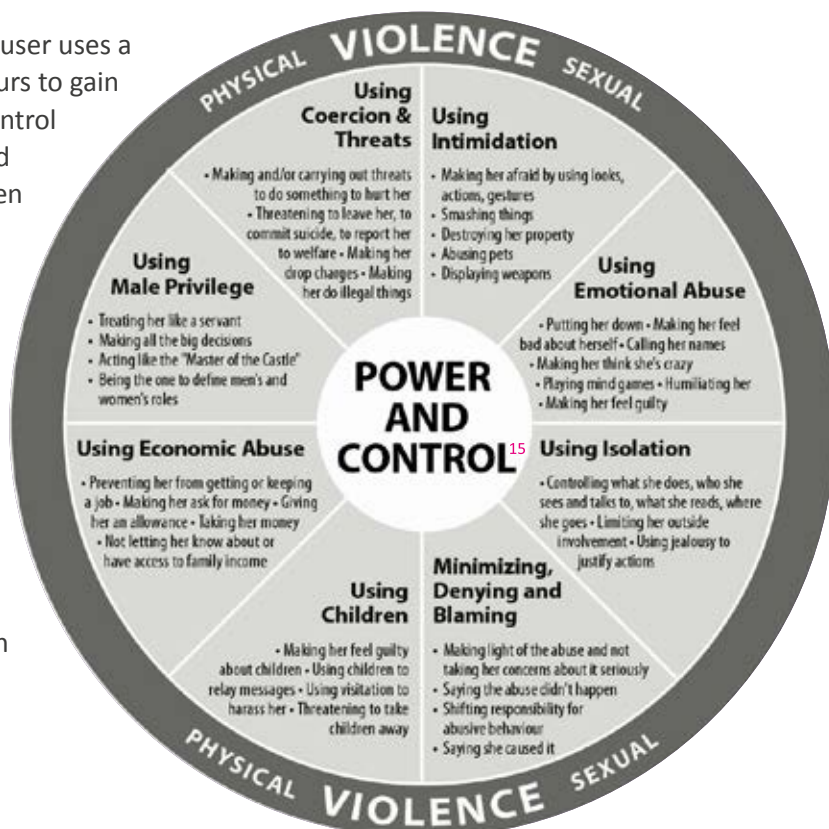 user uses a
urs to gain
ntrol
d
en
n
PHYSICAL VIOLENCE SEXUAL
Using
Coercion &
Threats
• Making and/or carrying out threats
to do something to hurt her
• Threatening to leave her, to
commit suicide, to report her
to welfare • Making her
drop charges • Making
her do illegal things
Using
Intimidation
• Making her afraid by using looks,
actions, gestures
• Smashing things
• Destroying her property
• Abusing pets
• Displaying weapons
Using
Emotional Abuse
• Putting her down • Making her feel
bad about herself • Calling her names
• Making her think she's crazy
• Playing mind games • Humiliating her
• Making her feel guilty
Using Isolation
• Controlling what she does, who she
sees and talks to, what she reads, where
she goes • Limiting her outside
involvement • Using jealousy to
justify actions
Minimizing,
Denying and
Blaming
• Making light of the abuse and not
taking her concerns about it seriously
• Saying the abuse didn't happen
• Shifting responsibility for
abusive behaviour
• Saying she caused it
Using
Children
• Making her feel guilty
about children • Using children to
relay messages • Using visitation to
harass her • Threatening to take
children away
Using Economic Abuse
• Preventing her from getting or keeping
a job • Making her ask for money • Giving
her an allowance • Taking her money
• Not letting her know about or
have access to family income
Using
Male Privilege
• Treating her like a servant
• Making all the big decisions
• Acting like the "Master of the Castle"
• Being the one to define men's and
women's roles
POWER
AND
CONTROL15
PHYSICAL VIOLENCE SEXUAL